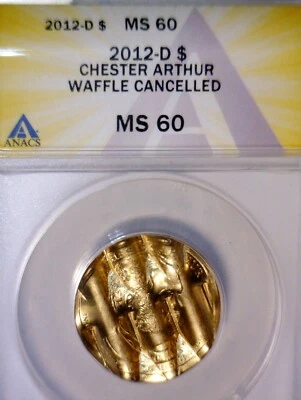 2012-D $ MS 60
2012-D $
CHESTER ARTHUR
WAFFLE CANCELLED
MS 60
ANACS